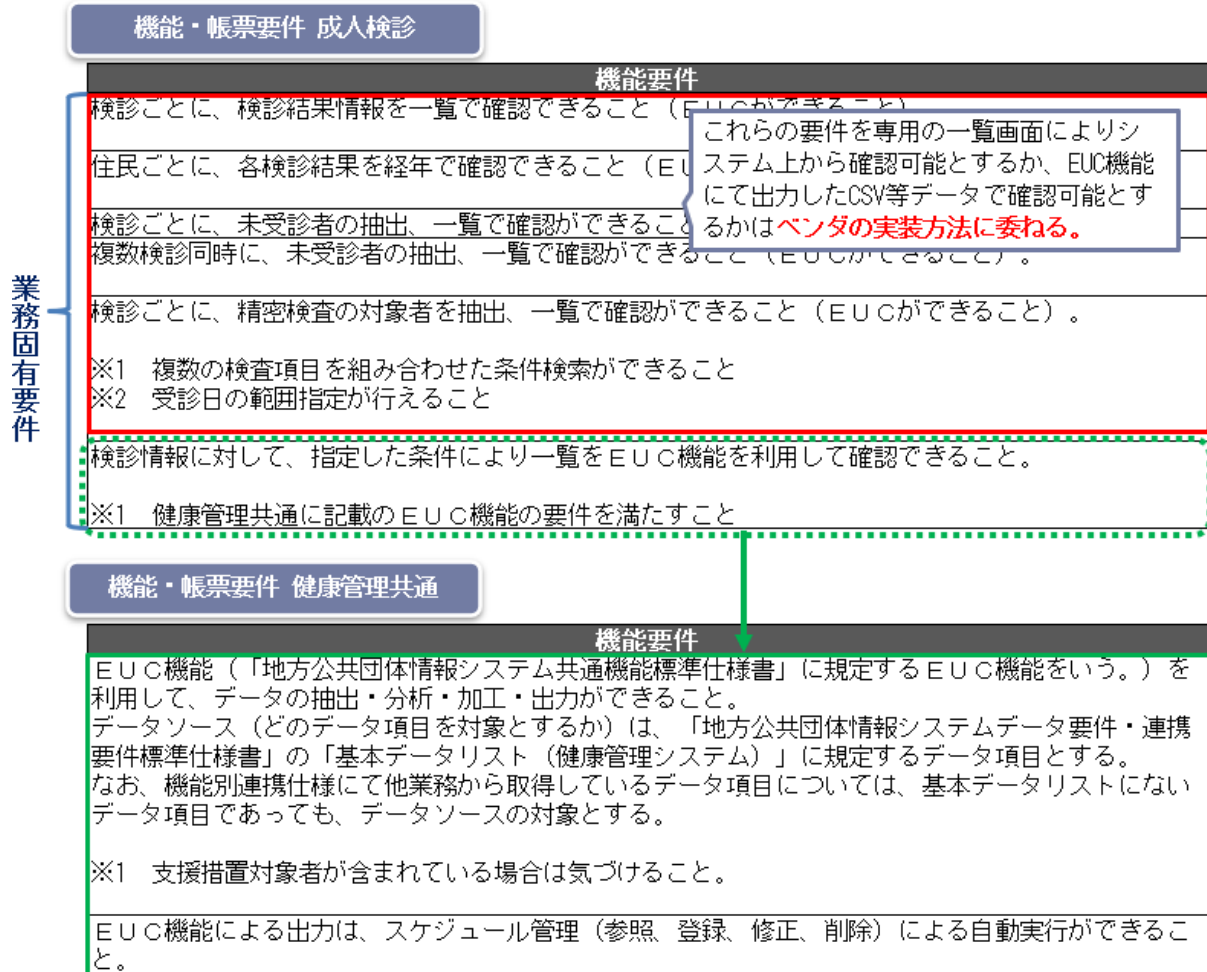 機能・帳票要件 成人検診
機能要件
検診ごとに、検診結果情報を一覧で確認できること（EUCができること）
住民ごとに、各検診結果を経年で確認できること（EU
検診ごとに、未受診者の抽出、一覧で確認ができること
複数検診同時に、未受診者の抽出、一覧で確認ができること（EUCができること）．
検診ごとに、精密検査の対象者を抽出、一覧で確認ができること（EUCができること）．
※1　複数の検査項目を組み合わせた条件検索ができること
※2　受診日の範囲指定が行えること
これらの要件を専用の一覧画面によりシ
ステム上から確認可能とするか、EUC機能
にて出力したCSV等データで確認可能とす
るかはベンダの実装方法に委ねる。
業務固有要件
検診情報に対して、指定した条件により一覧をEUC機能を利用して確認できること。
※1　健康管理共通に記載のEUC機能の要件を満たすこと
機能・帳票要件 健康管理共通
機能要件
EUC機能（「地方公共団体情報システム共通機能標準仕様書」に規定するEUC機能をいう。）を
利用して、データの抽出・分析・加工・出力ができること。
データソース（どのデータ項目を対象とするか）は、「地方公共団体情報システムデータ要件・連携
要件標準仕様書」の「基本データリスト（健康管理システム）」に規定するデータ項目とする。
なお、機能別連携仕様にて他業務から取得しているデータ項目については、基本データリストにない
データ項目であっても、データソースの対象とする。
※1　支援措置対象者が含まれている場合は気づけること。
EUC機能による出力は、スケジュール管理（参照、登録、修正、削除）による自動実行ができるこ
と。